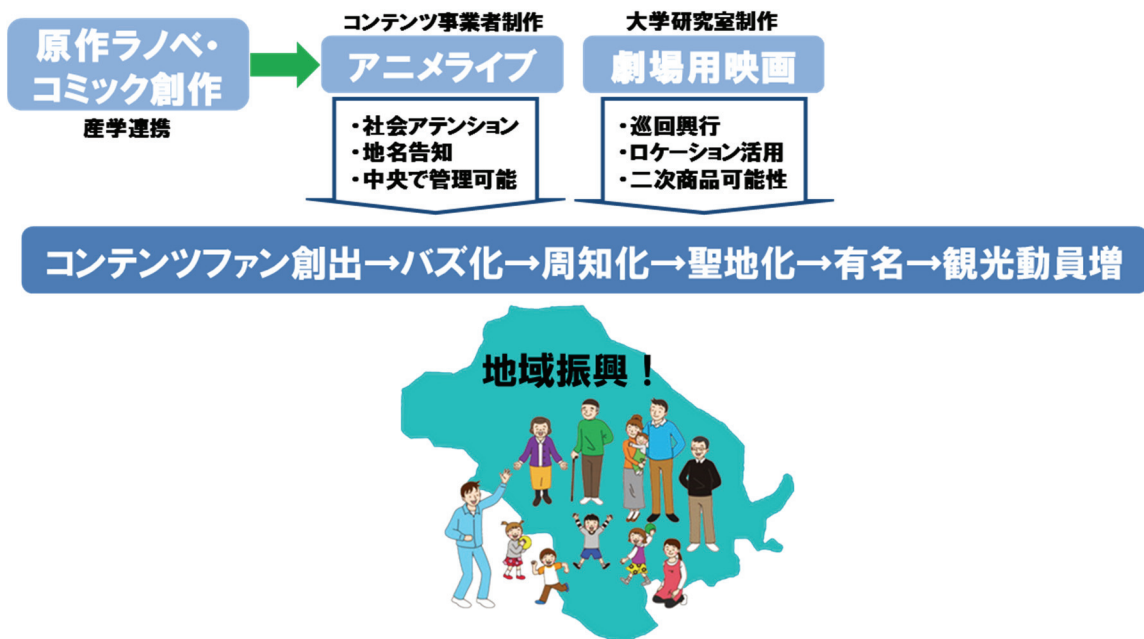 原作ラノベ・
コミック創作
産学連携
コンテンツ事業者制作
アニメライブ
・社会アテンション
・地名告知
・中央で管理可能
大学研究室制作
劇場用映画
・巡回興行
・ロケーション活用
・二次商品可能性
コンテンツファン創出→バズ化→周知化→聖地化→有名→観光動員増
地域振興！